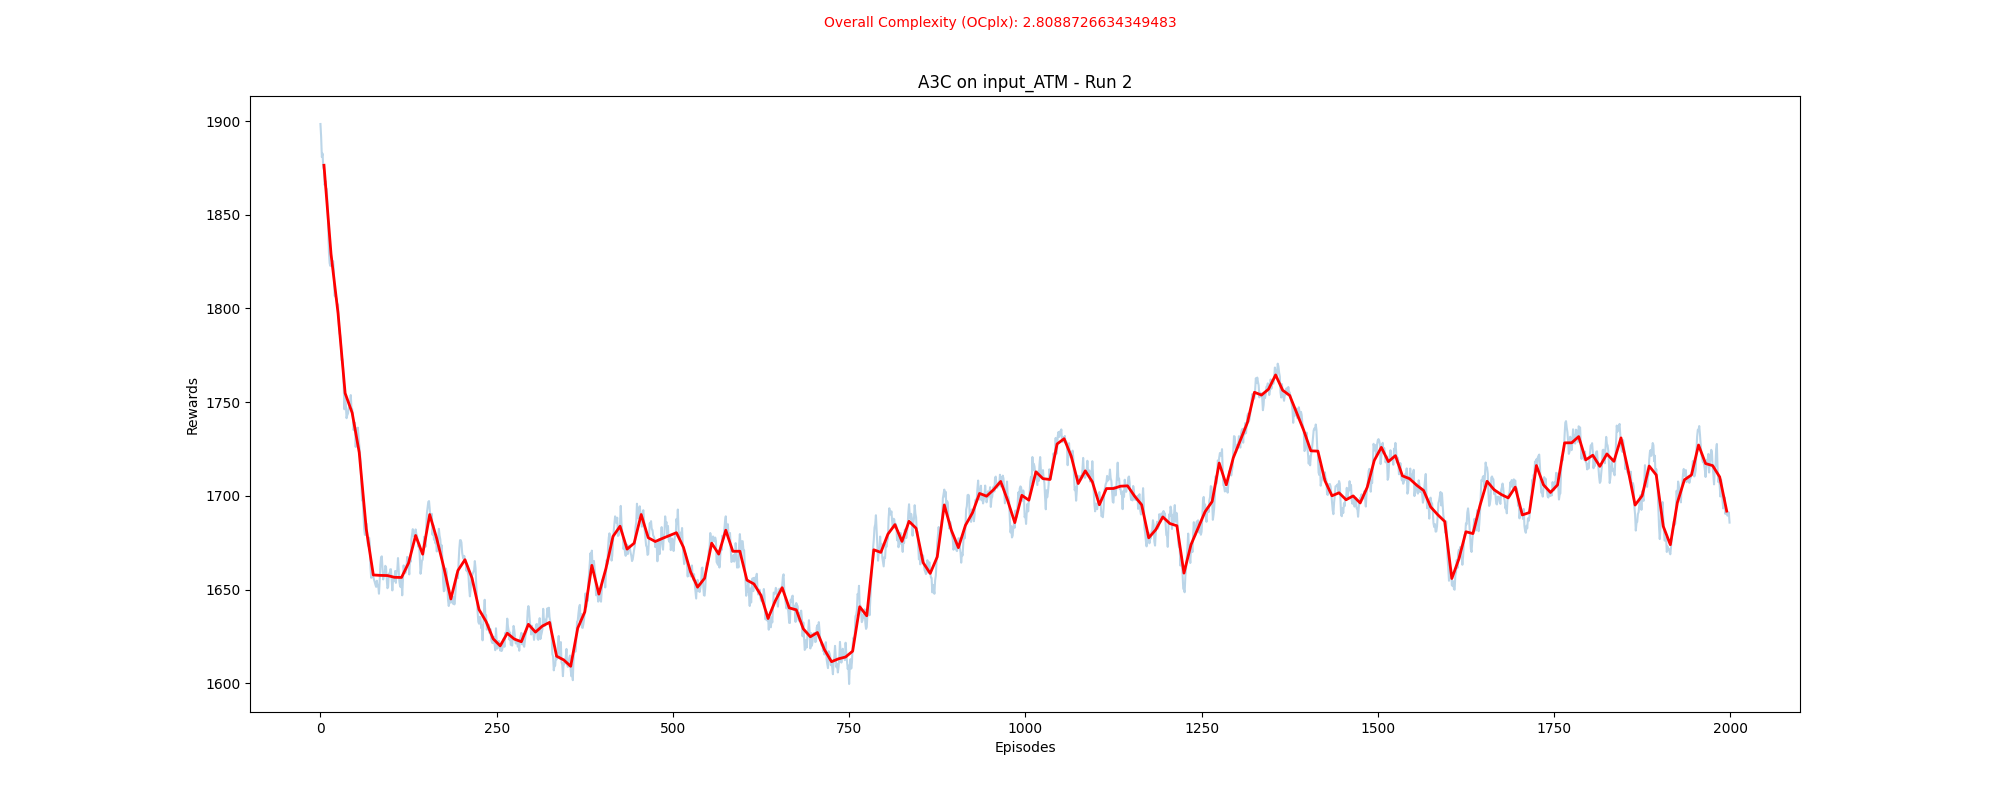 Overall Complexity (OCplx): 2.8088726634349483
A3C on input_ATM - Run 2
1900
1850
1800
1750
1700
1650
1600
Rewards
0 250 500 750 1000 1250 1500 1750 2000
Episodes